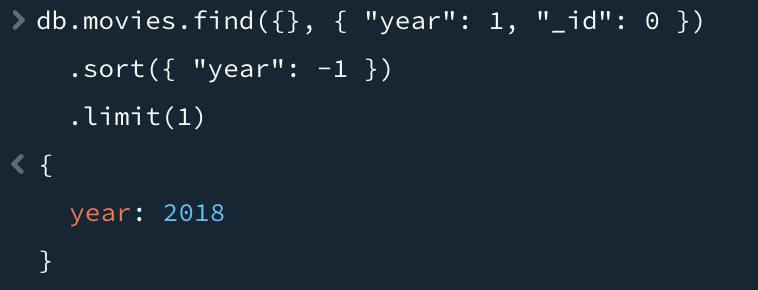 > db.movies.find({}, { "year": 1, "_id": 0 })
.sort({ "year": -1 })
.limit(1)
< {
year: 2018
}